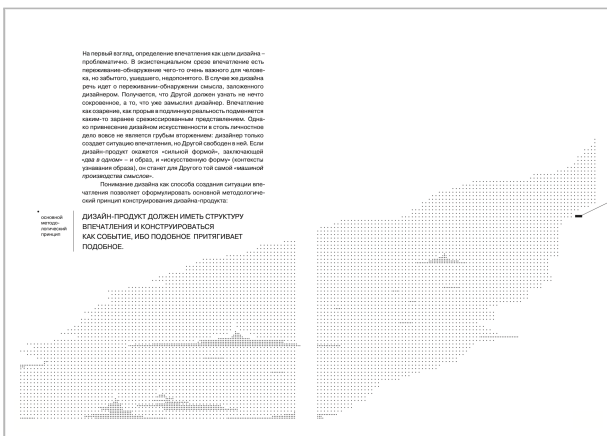 На первый взгляд, определение впечатления как цели дизайна –
проблематично. В экзистенциальном срезе впечатление есть
переживание-обнаружение чего-то очень важного для челове-
ка, но забытого, ушедшего, недопонятого. В случае же дизайна
речь идет о переживании-обнаружении смысла, заложенного
дизайнером. Получается, что Другой должен узнать не нечто
сокровенное, а то, что уже замыслил дизайнер. Впечатление
как озарение, как прорыв в подлинную реальность подменяется
каким-то заранее срежиссированным представлением. Одна-
ко привнесение дизайном искусственности в столь личностное
дело вовсе не является грубым вторжением: дизайнер только
создает ситуацию впечатления, но Другой свободен в ней. Если
дизайн-продукт окажется «сильной формой», заключающей
«два в одном» – и образ, и «искусственную форму» (контексты
узнавания образа), он станет для Другого той самой «машиной
производства смыслов».
Понимание дизайна как способа создания ситуации впе-
чатления позволяет сформулировать основной методологиче-
ский принцип конструирования дизайна-продукта:
основной
методо-
логический
принцип
ДИЗАЙН-ПРОДУКТ ДОЛЖЕН ИМЕТЬ СТРУКТУРУ
ВПЕЧАТЛЕНИЯ И КОНСТРУИРОВАТЬСЯ
КАК СОБЫТИЕ, ИБО ПОДОБНОЕ ПРИТЯГИВАЕТ
ПОДОБНОЕ.